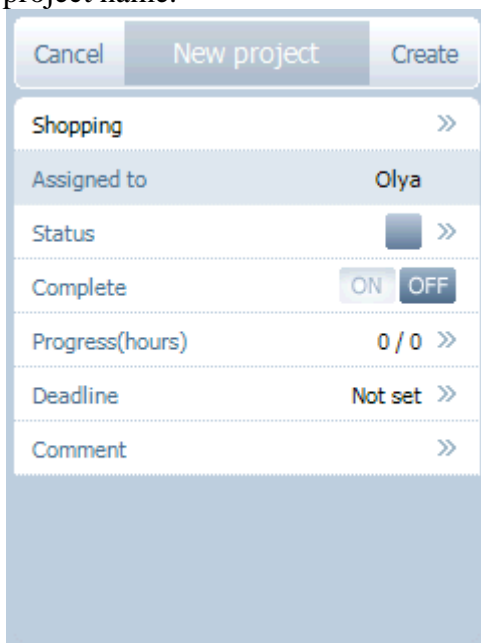 project name.
Cancel New project Create
Shopping »
Assigned to Olya
Status »
Complete ON OFF
Progress(hours) 0 / 0 »
Deadline Not set »
Comment »